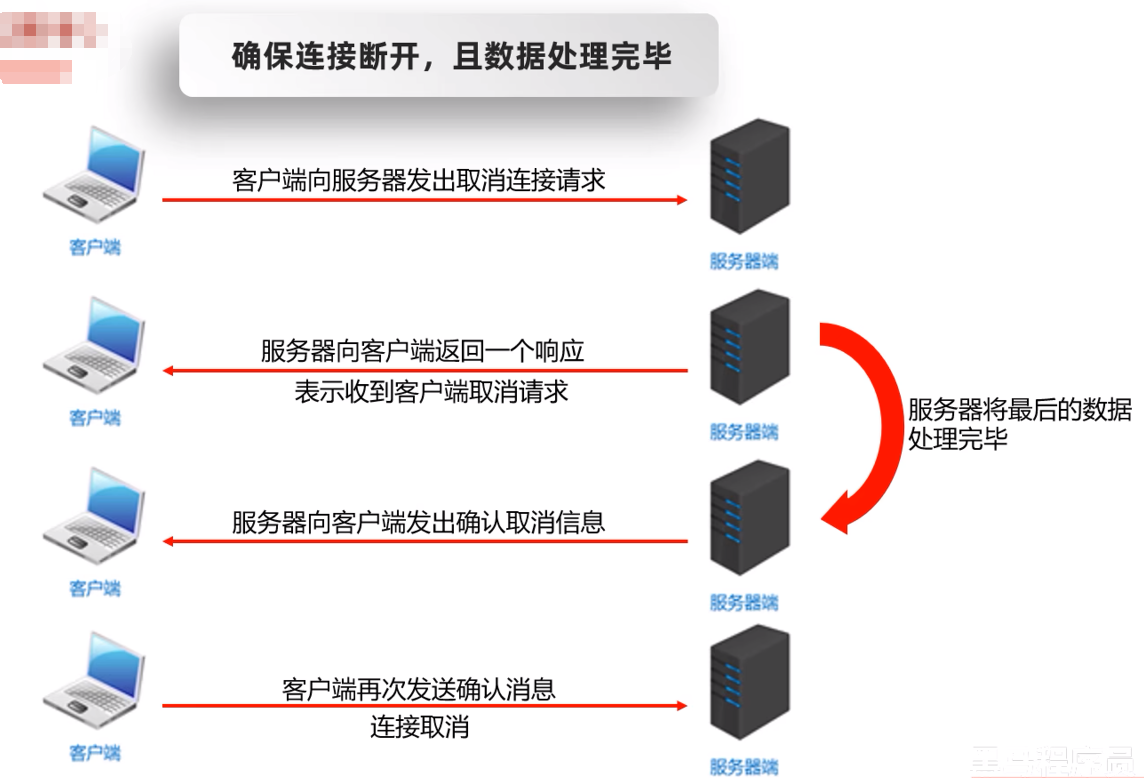 确保连接断开，且数据处理完毕
客户端向服务器发出取消连接请求
客户端
服务器端
服务器向客户端返回一个响应
表示收到客户端取消请求
客户端
服务器端
服务器将最后的数据
处理完毕
服务器向客户端发出确认取消信息
客户端
服务器端
客户端再次发送确认消息
连接取消
客户端
服务器端